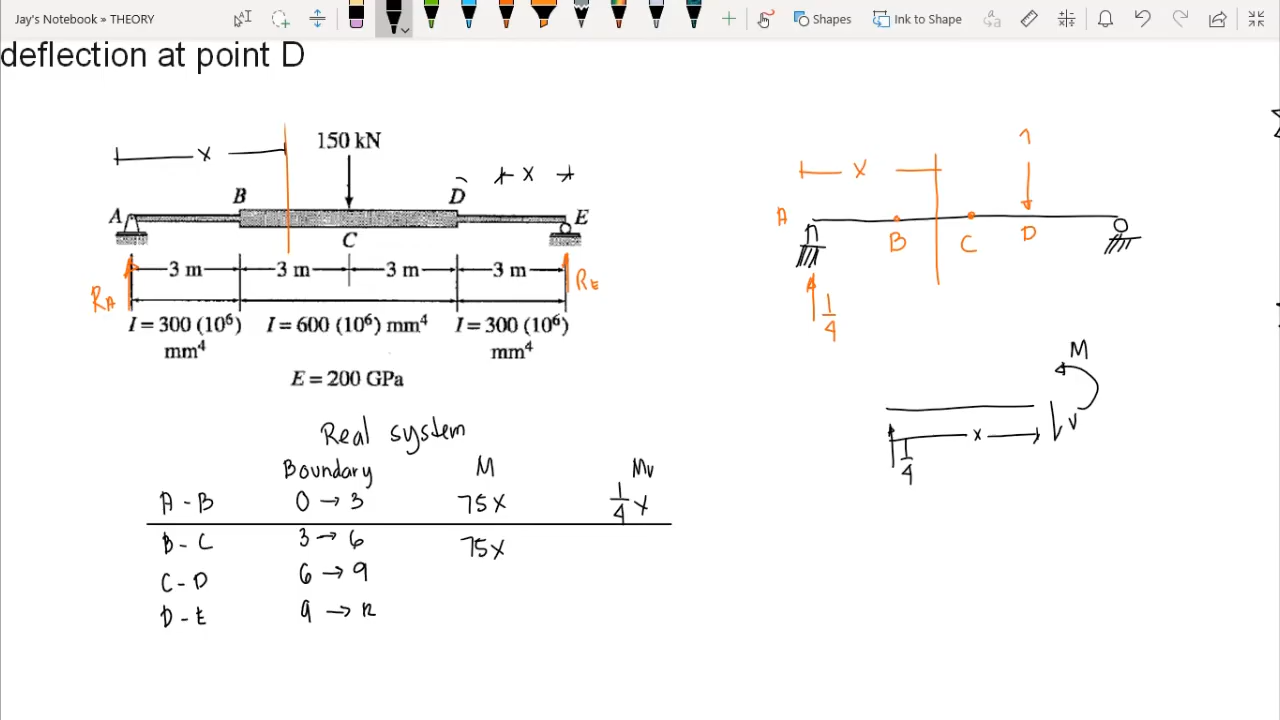 Jay's Notebook » THEORY
Shapes
Ink to Shape
deflection at point D
x
150 kN
x
B
D
A
E
C
3 m
3 m
3 m
3 m
RA
RE
I = 300 (10⁶) mm⁴
I = 600 (10⁶) mm⁴
I = 300 (10⁶) mm⁴
E = 200 GPa
1
x
A
B
C
D
1/4
M
V
x
1/4
Real system
Boundary M Mv
A - B 0 → 3 75x 1/4 x
B - C 3 → 6 75x
C - D 6 → 9
D - E 9 → 12